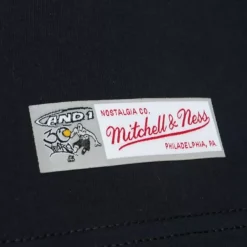 AND1
NOSTALGIA CO.
Mitchell & Ness
PHILADELPHIA, PA.